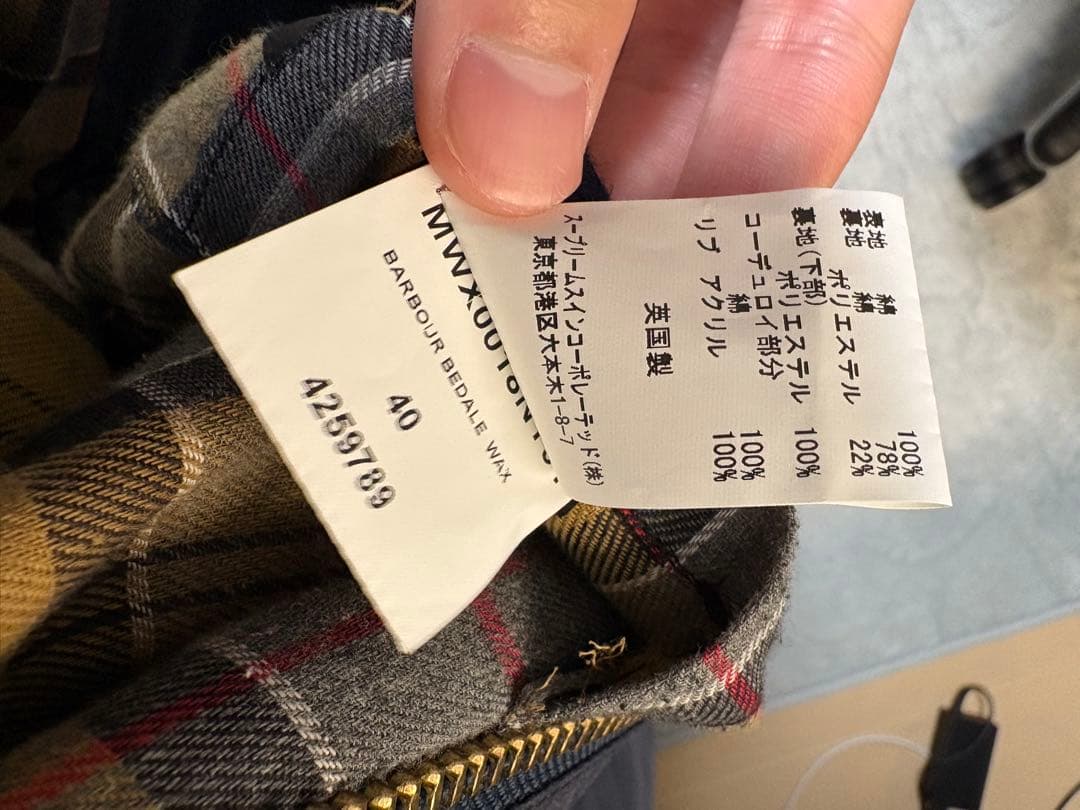 表地 綿 100%
裏地 綿 78%
ポリエステル 22%
裏地(下部)
ポリエステル 100%
コーデュロイ部分
綿 100%
リブ アクリル 100%
英国製
スープリームスインコーポレーテッド(株)
東京都港区六本木1-8-7
BARBOUR BEDALE WAX
40
4259789